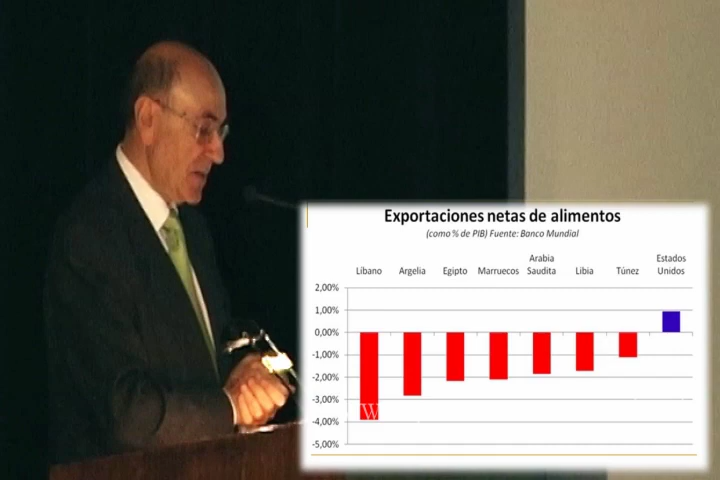 Exportaciones netas de alimentos
(como % de PIB) Fuente: Banco Mundial
Líbano Argelia Egipto Marruecos Arabia Saudita Libia Túnez Estados Unidos
2,00%
1,00%
0,00%
-1,00%
-2,00%
-3,00%
-4,00%
-5,00%
W